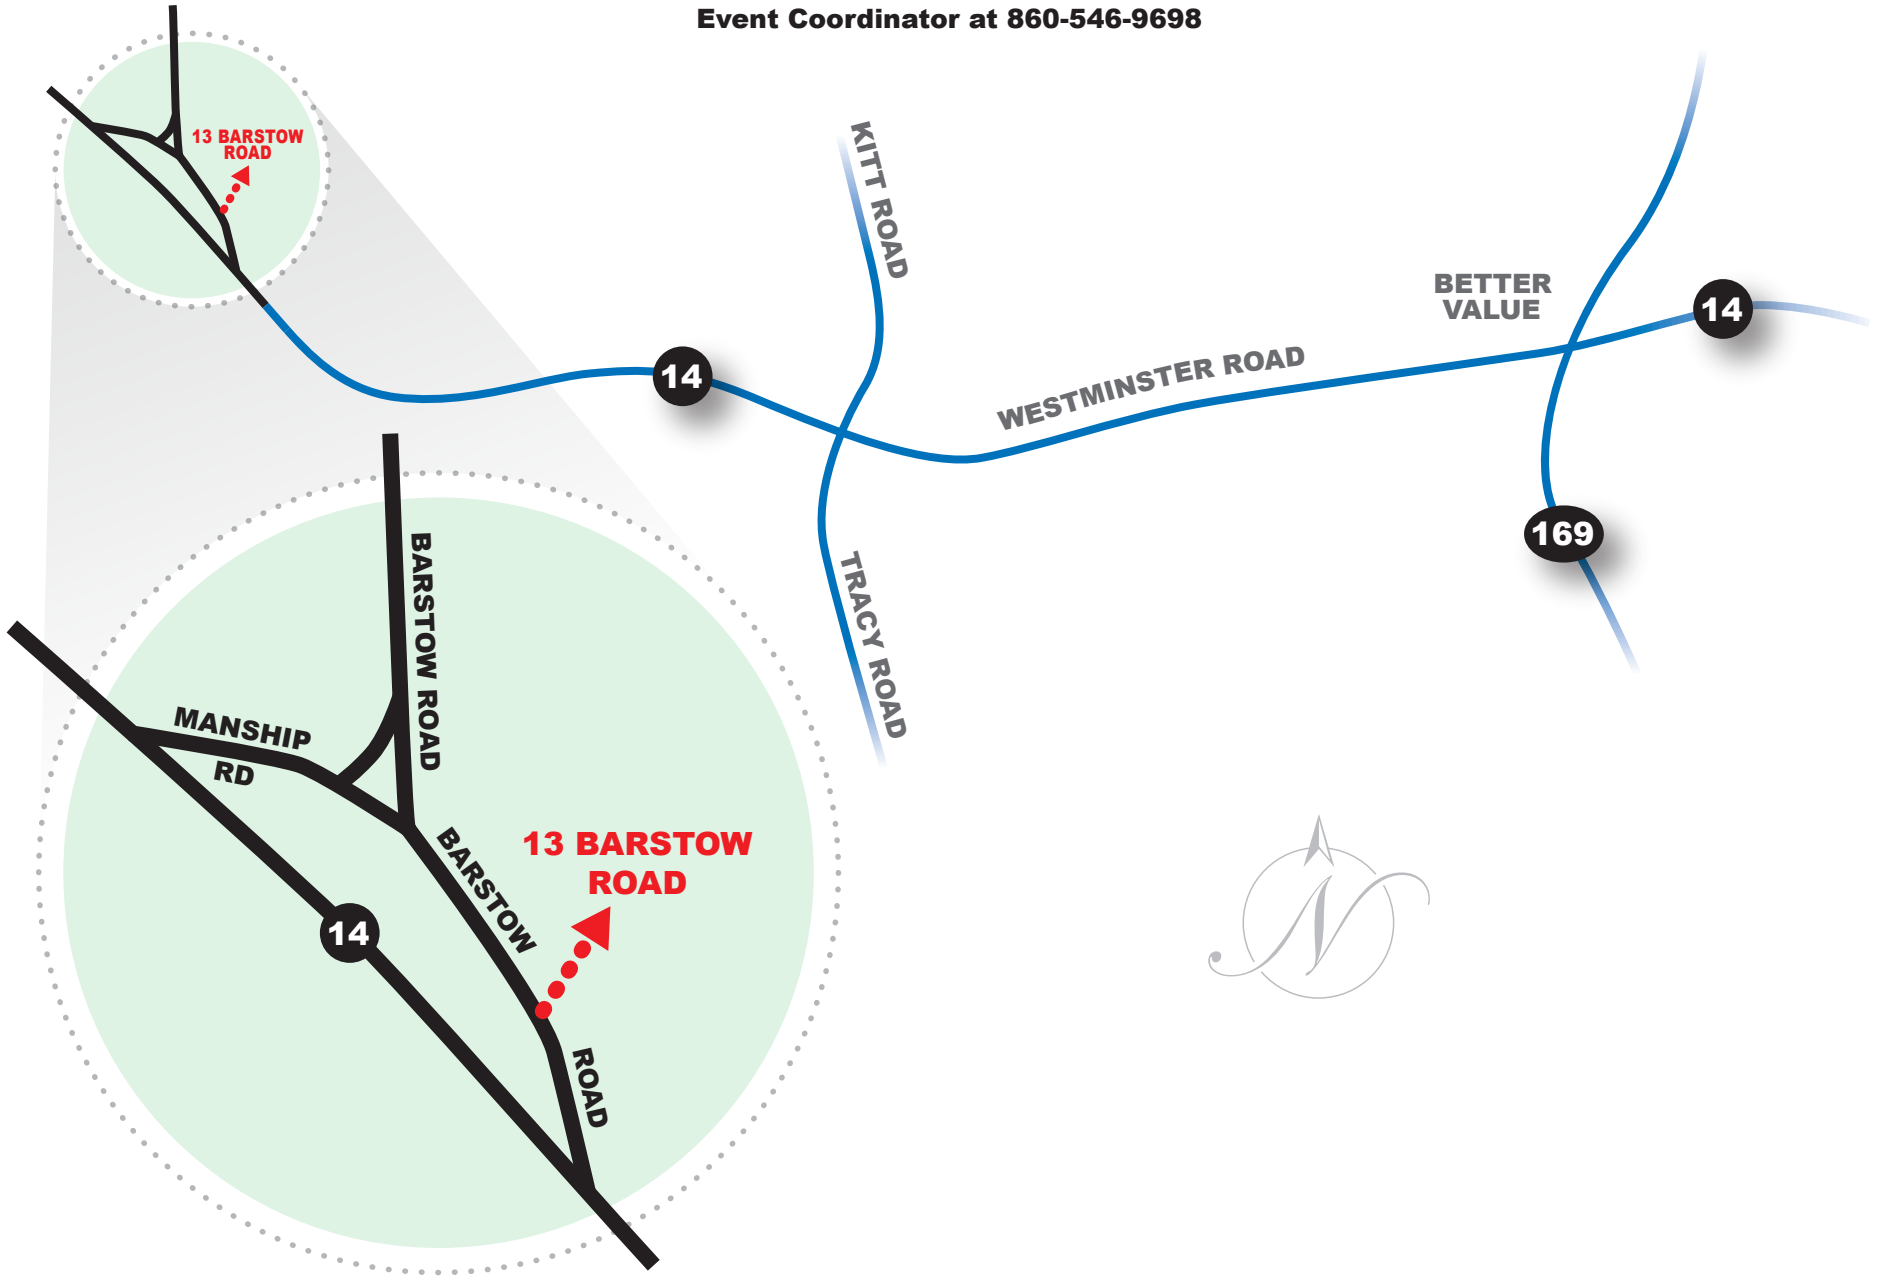 Event Coordinator at 860-546-9698
13 BARSTOW
ROAD
KITT ROAD
BETTER
VALUE
14
WESTMINSTER ROAD
14
169
TRACY ROAD
BARSTOW ROAD
MANSHIP
RD
13 BARSTOW
ROAD
BARSTOW
14
ROAD
N